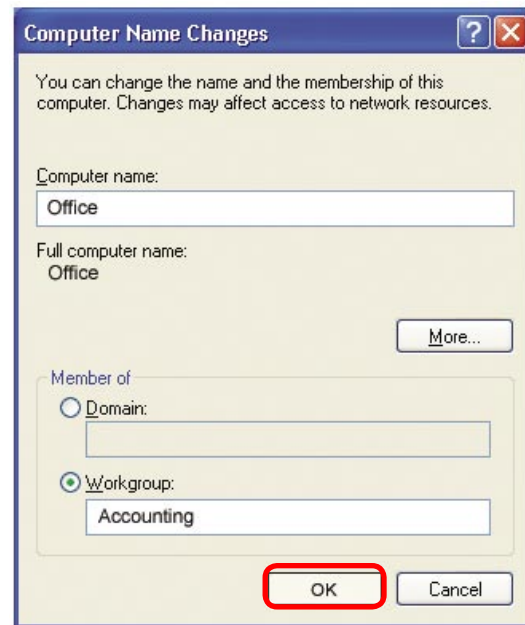 Computer Name Changes
You can change the name and the membership of this
computer. Changes may affect access to network resources.
Computer name:
Office
Full computer name:
Office
More...
Member of
Domain:
Workgroup:
Accounting
OK Cancel